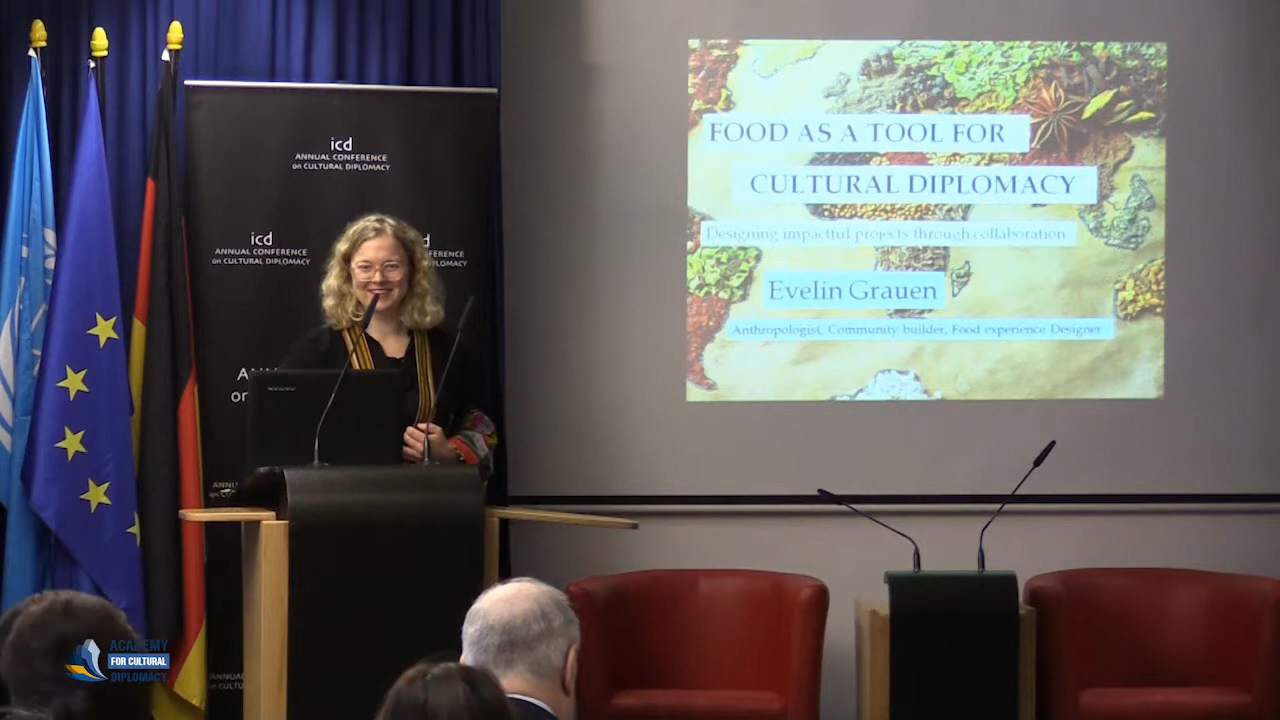 icd
ANNUAL CONFERENCE
on CULTURAL DIPLOMACY
icd
ANNUAL CONFERENCE
on CULTURAL DIPLOMACY
FOOD AS A TOOL FOR
CULTURAL DIPLOMACY
Designing impactful projects through collaboration
Evelin Grauen
Anthropologist, Community builder, Food experience Designer
ACADEMY
FOR CULTURAL
DIPLOMACY